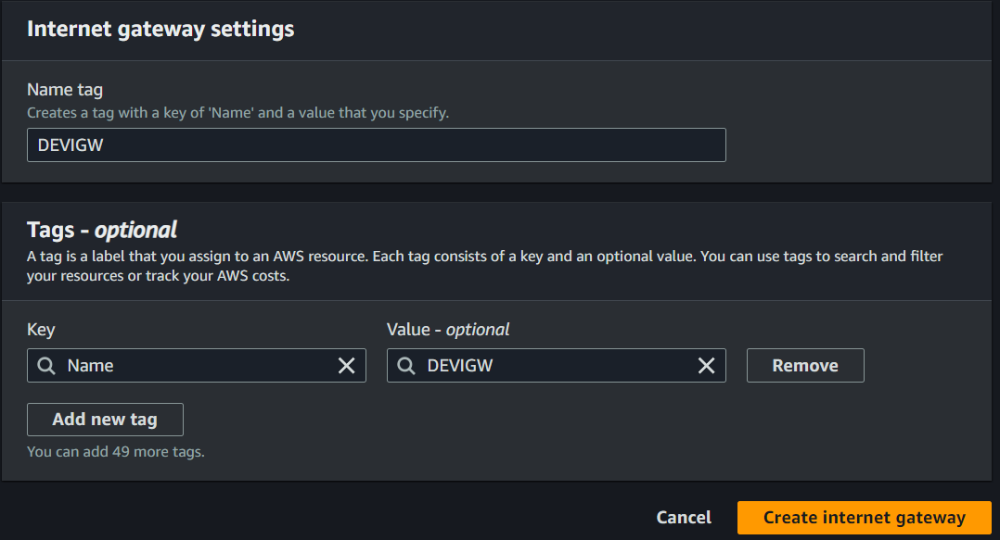 Internet gateway settings
Name tag
Creates a tag with a key of 'Name' and a value that you specify.
DEVIGW
Tags - optional
A tag is a label that you assign to an AWS resource. Each tag consists of a key and an optional value. You can use tags to search and filter
your resources or track your AWS costs.
Key
Value - optional
Name
DEVIGW
Remove
Add new tag
You can add 49 more tags.
Cancel
Create internet gateway